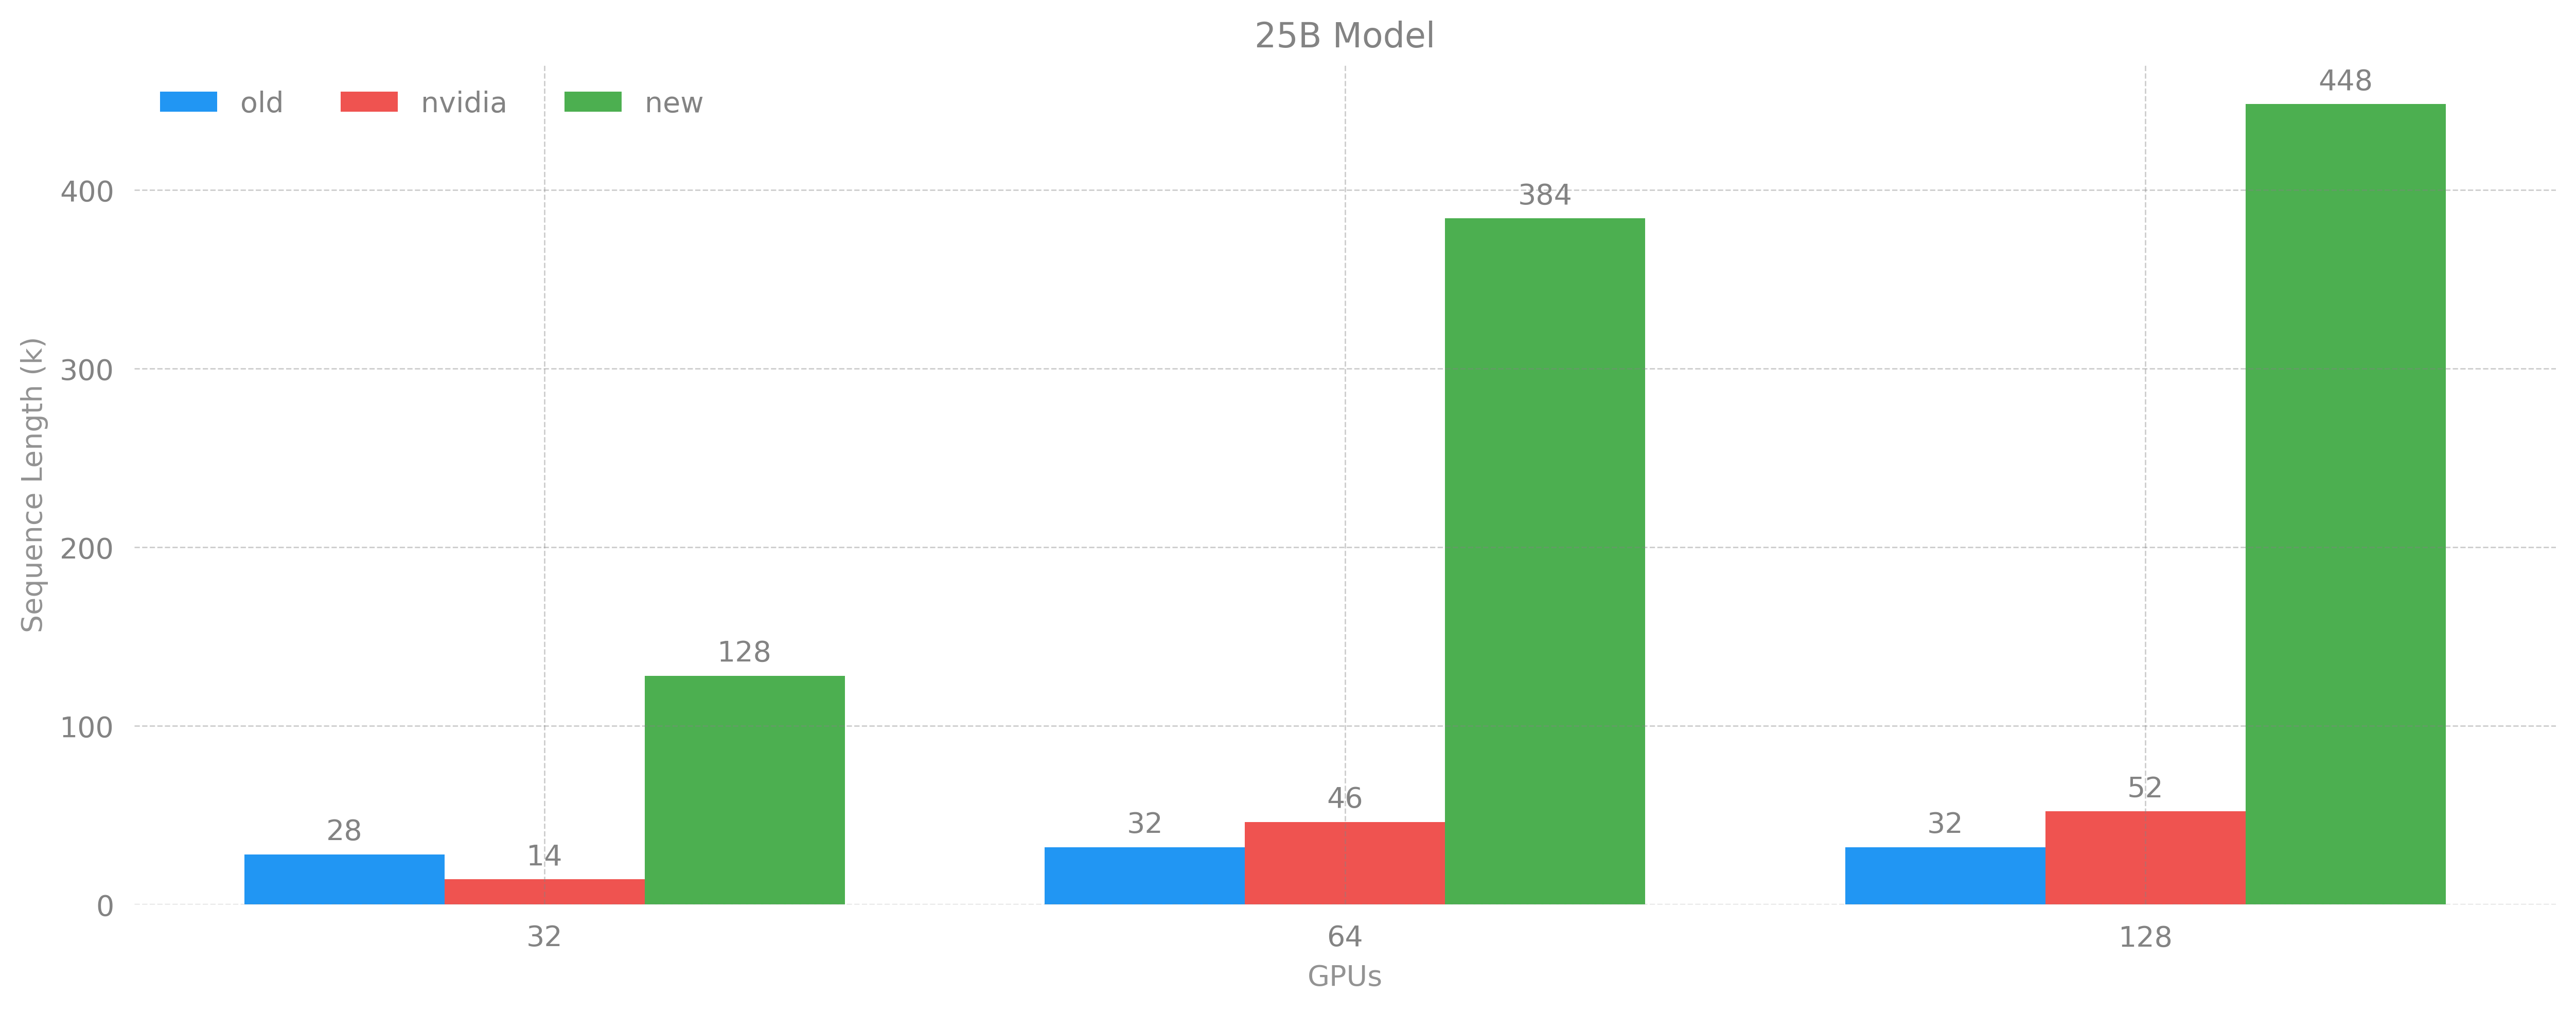 25B Model
old nvidia new
448
400
384
300
Sequence Length (k)
200
128
100
28 14 32 46 32 52
0
32 64 128
GPUs